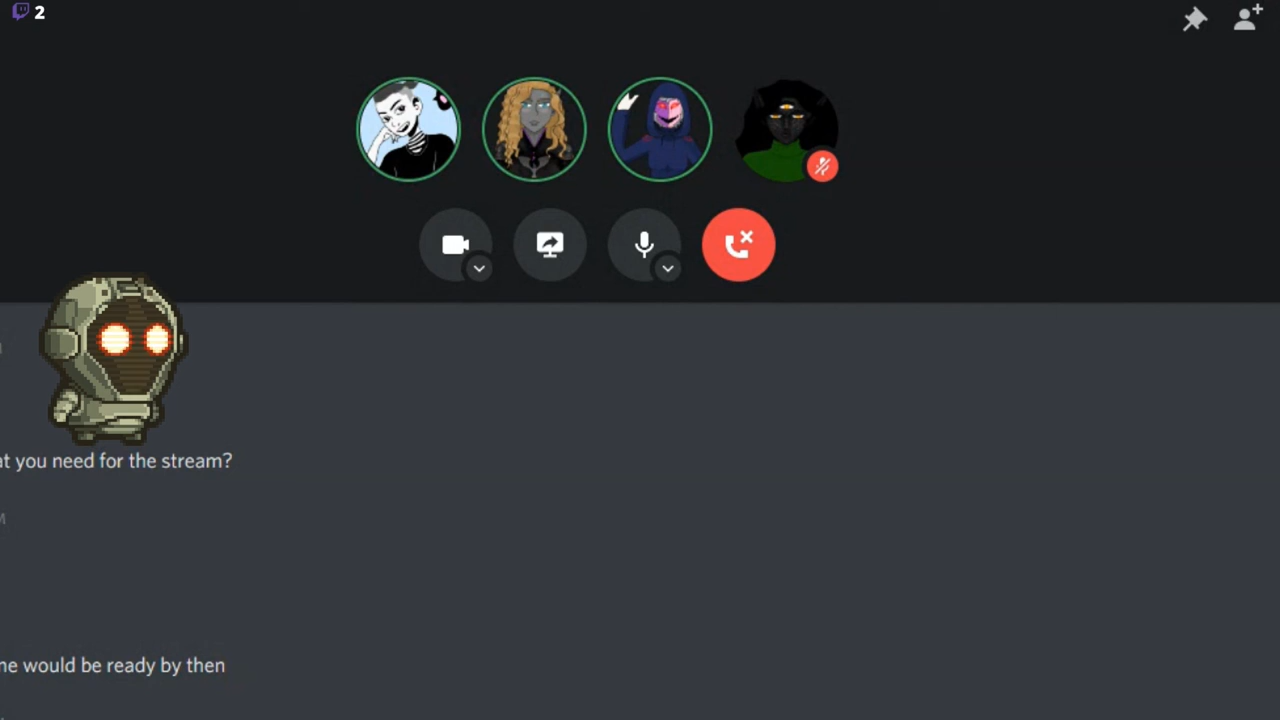 2
at you need for the stream?
M
ne would be ready by then